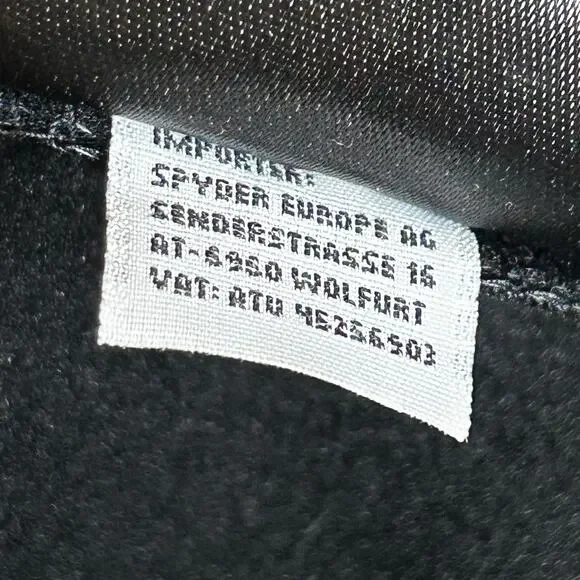 IMPORTER:
SPYDER EUROPE AG
SENDERSTRASSE 16
AT-6960 WOLFURT
VAT: ATU 45256503